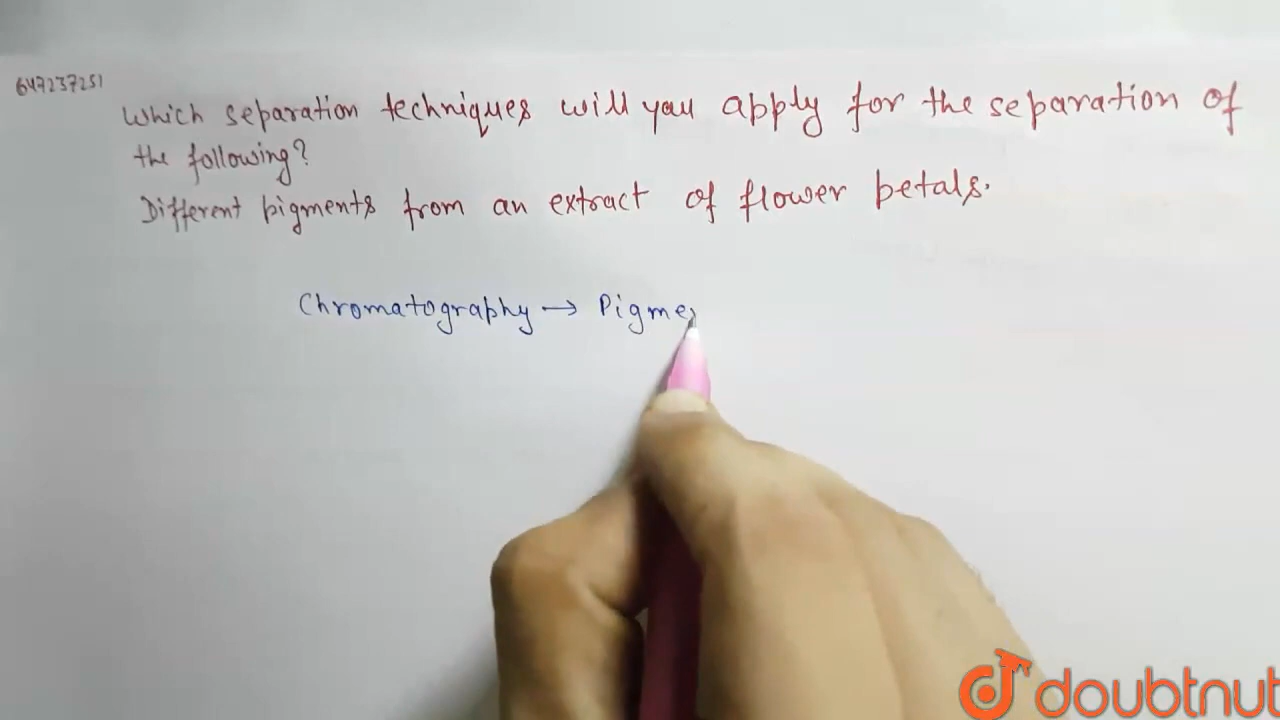 647237251
Which separation techniques will you apply for the separation of
the following?
Different pigments from an extract of flower betals.
Chromatography → Pigme
doubtnut